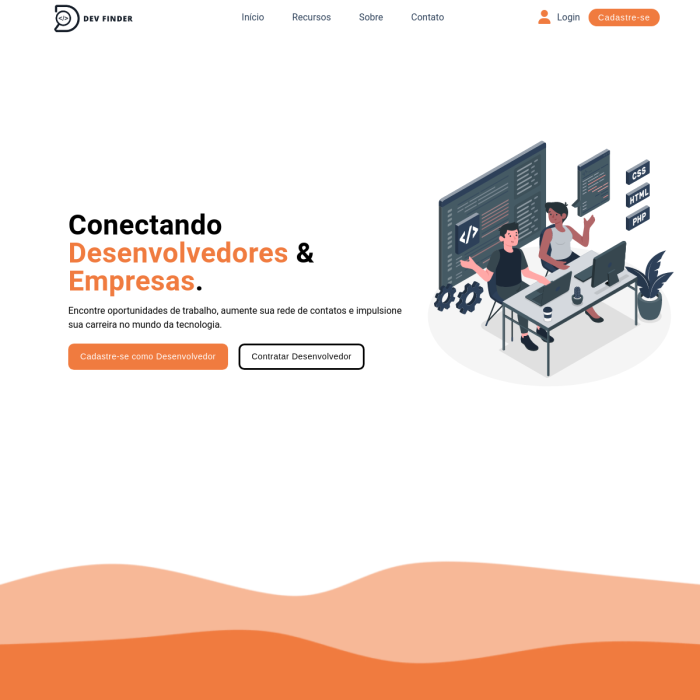 DEV FINDER
Início
Recursos
Sobre
Contato
Login
Cadastre-se
Conectando
Desenvolvedores &
Empresas.
Encontre oportunidades de trabalho, aumente sua rede de contatos e impulsione
sua carreira no mundo da tecnologia.
Cadastre-se como Desenvolvedor
Contratar Desenvolvedor
</>
CSS
HTML
PHP